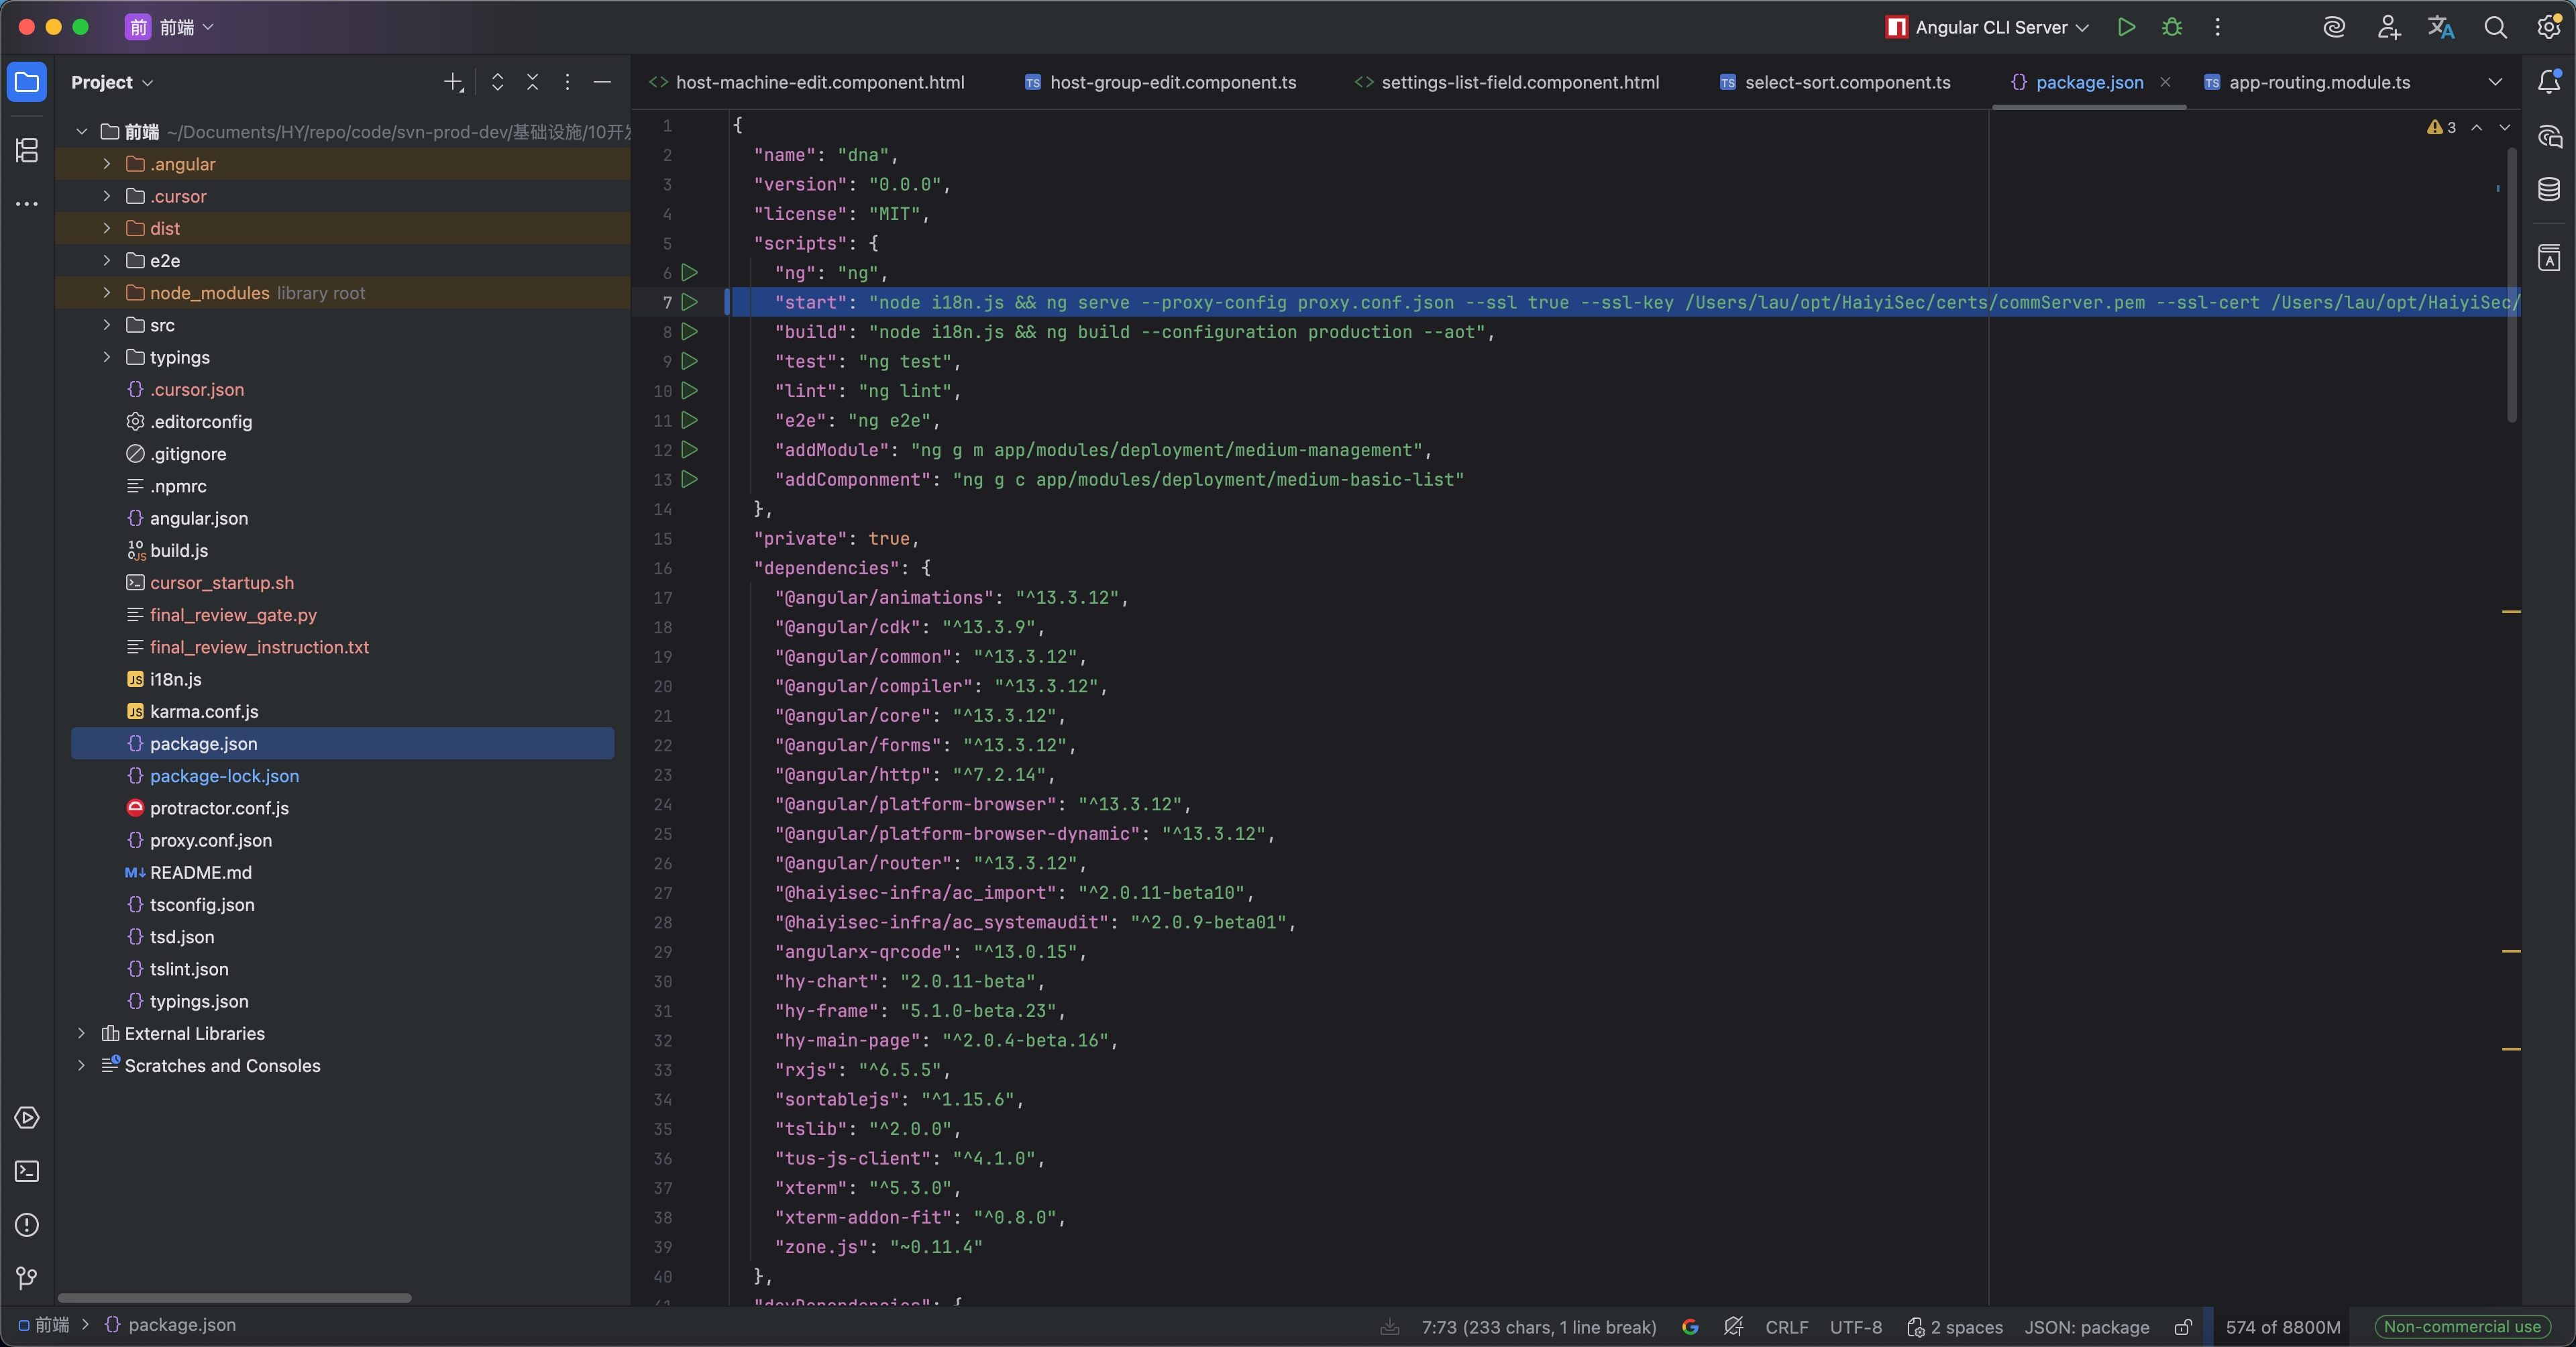 前 前端
Angular CLI Server
Project
host-machine-edit.component.html
TS host-group-edit.component.ts
settings-list-field.component.html
TS select-sort.component.ts
{} package.json
TS app-routing.module.ts
前端 ~/Documents/HY/repo/code/svn-prod-dev/基础设施/10开
.angular
.cursor
dist
e2e
node_modules library root
src
typings
{} .cursor.json
.editorconfig
.gitignore
.npmrc
{} angular.json
build.js
cursor_startup.sh
final_review_gate.py
final_review_instruction.txt
JS i18n.js
JS karma.conf.js
{} package.json
{} package-lock.json
protractor.conf.js
{} proxy.conf.json
M↓ README.md
{} tsconfig.json
{} tsd.json
{} tslint.json
{} typings.json
External Libraries
Scratches and Consoles
3
1 {
2 "name": "dna",
3 "version": "0.0.0",
4 "license": "MIT",
5 "scripts": {
6 "ng": "ng",
7 "start": "node i18n.js && ng serve --proxy-config proxy.conf.json --ssl true --ssl-key /Users/lau/opt/HaiyiSec/certs/commServer.pem --ssl-cert /Users/lau/opt/HaiyiSec/
8 "build": "node i18n.js && ng build --configuration production --aot",
9 "test": "ng test",
10 "lint": "ng lint",
11 "e2e": "ng e2e",
12 "addModule": "ng g m app/modules/deployment/medium-management",
13 "addComponment": "ng g c app/modules/deployment/medium-basic-list"
14 },
15 "private": true,
16 "dependencies": {
17 "@angular/animations": "^13.3.12",
18 "@angular/cdk": "^13.3.9",
19 "@angular/common": "^13.3.12",
20 "@angular/compiler": "^13.3.12",
21 "@angular/core": "^13.3.12",
22 "@angular/forms": "^13.3.12",
23 "@angular/http": "^7.2.14",
24 "@angular/platform-browser": "^13.3.12",
25 "@angular/platform-browser-dynamic": "^13.3.12",
26 "@angular/router": "^13.3.12",
27 "@haiyisec-infra/ac_import": "^2.0.11-beta10",
28 "@haiyisec-infra/ac_systemaudit": "^2.0.9-beta01",
29 "angularx-qrcode": "^13.0.15",
30 "hy-chart": "2.0.11-beta",
31 "hy-frame": "5.1.0-beta.23",
32 "hy-main-page": "^2.0.4-beta.16",
33 "rxjs": "^6.5.5",
34 "sortablejs": "^1.15.6",
35 "tslib": "^2.0.0",
36 "tus-js-client": "^4.1.0",
37 "xterm": "^5.3.0",
38 "xterm-addon-fit": "^0.8.0",
39 "zone.js": "~0.11.4"
40 },
41 "devDependencies": {
前端 > {} package.json
7:73 (233 chars, 1 line break) CRLF UTF-8 2 spaces JSON: package 574 of 8800M Non-commercial use